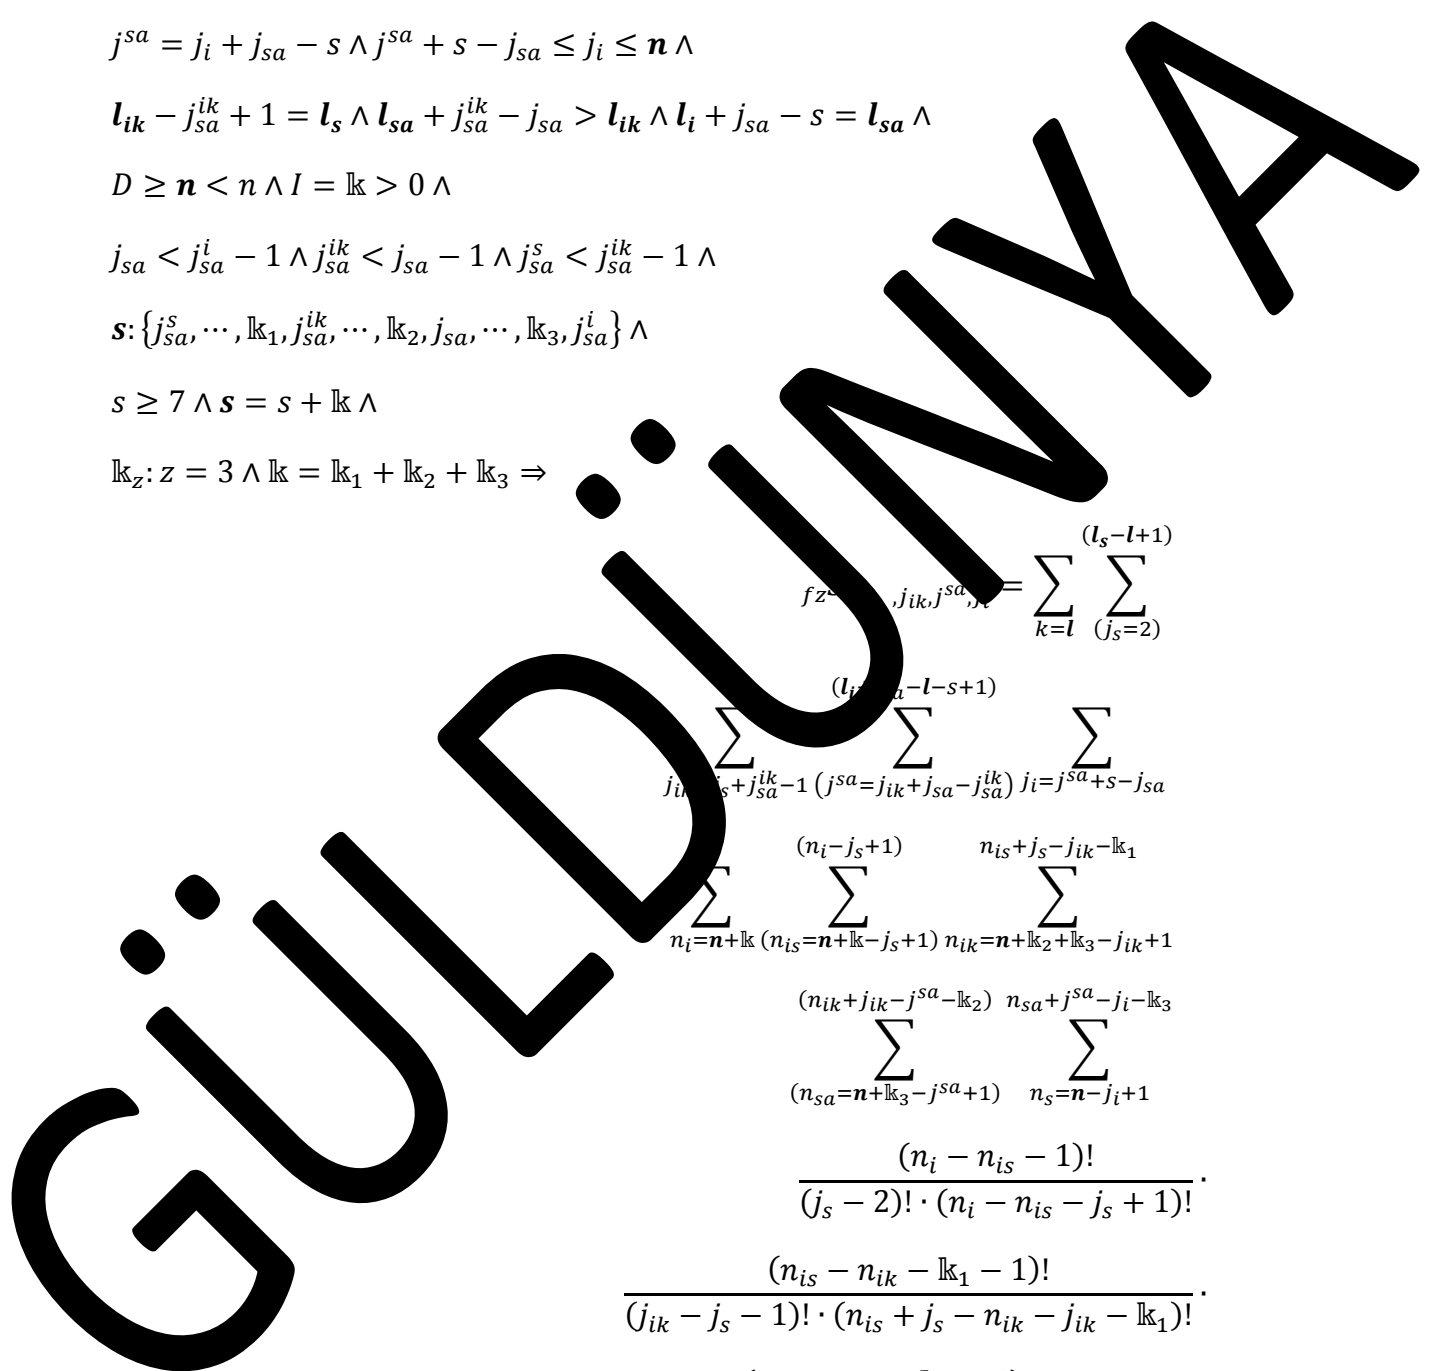 j^{sa} = j_i + j_{sa} − s ∧ j^{sa} + s − j_{sa} ≤ j_i ≤ 𝒏 ∧
𝒍_{𝒊𝒌} − j_{sa}^{ik} + 1 = 𝒍_𝒔 ∧ 𝒍_{𝒔𝒂} + j_{sa}^{ik} − j_{sa} > 𝒍_{𝒊𝒌} ∧ 𝒍_𝒊 + j_{sa} − s = 𝒍_{𝒔𝒂} ∧
D ≥ 𝒏 < n ∧ I = 𝕜 > 0 ∧
j_{sa} < j_{sa}^i − 1 ∧ j_{sa}^{ik} < j_{sa} − 1 ∧ j_{sa}^s < j_{sa}^{ik} − 1 ∧
𝒔: {j_{sa}^s, ⋯, 𝕜_1, j_{sa}^{ik}, ⋯, 𝕜_2, j_{sa}, ⋯, 𝕜_3, j_{sa}^i} ∧
s ≥ 7 ∧ 𝒔 = s + 𝕜 ∧
𝕜_z: z = 3 ∧ 𝕜 = 𝕜_1 + 𝕜_2 + 𝕜_3 ⇒
(𝒍_𝒔−𝒍+1)
fz ,j_{ik},j^{sa}, = ∑ ∑
k=𝒍 (j_s=2)
−𝒍−s+1)
∑ ∑ ∑
+j_{sa}^{ik}−1 (j^{sa}=j_{ik}+j_{sa}−j_{sa}^{ik}) j_i=j^{sa}+s−j_{sa}
(n_i−j_s+1) n_{is}+j_s−j_{ik}−𝕜_1
∑ ∑ ∑
n_i=𝒏+𝕜 (n_{is}=𝒏+𝕜−j_s+1) n_{ik}=𝒏+𝕜_2+𝕜_3−j_{ik}+1
(n_{ik}+j_{ik}−j^{sa}−𝕜_2) n_{sa}+j^{sa}−j_i−𝕜_3
∑ ∑
(n_{sa}=𝒏+𝕜_3−j^{sa}+1) n_s=𝒏−j_i+1
(n_i − n_{is} − 1)!
(j_s − 2)! · (n_i − n_{is} − j_s + 1)! ·
(n_{is} − n_{ik} − 𝕜_1 − 1)!
(j_{ik} − j_s − 1)! · (n_{is} + j_s − n_{ik} − j_{ik} − 𝕜_1)! ·
GÜLDÜNYA